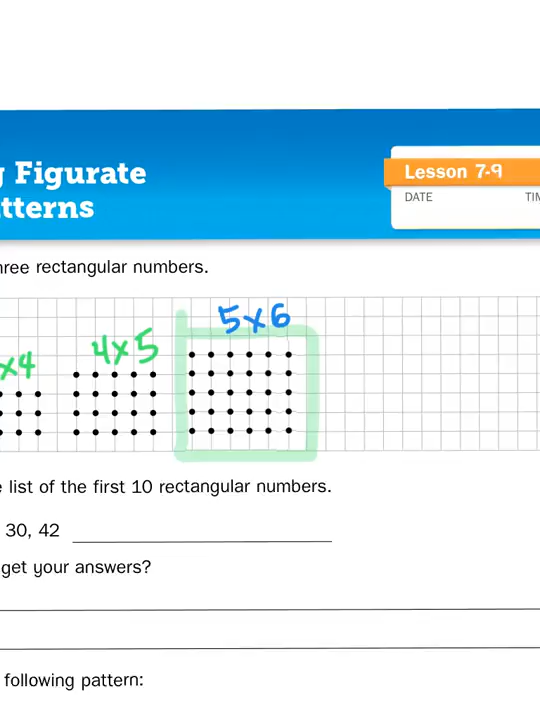 Figurate
Lesson 7-9
tterns
DATE
hree rectangular numbers.
5x6
4x5
x4
list of the first 10 rectangular numbers.
30, 42
get your answers?
following pattern: